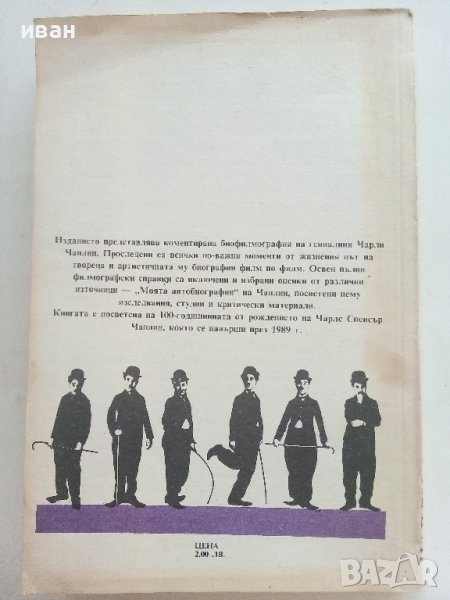 иван
Изданието представлява коментирана биофилмография на гениалния Чарли
Чаплин. Проследени са всички по-важни моменти от жизнения път на
твореца и артистичната му биография филм по филм. Освен пълни
филмографски справки са включени и избрани оценки от различни
източници — „Моята автобиография" на Чаплин, посветени нему
изследвания, студии и критически материали.
Книгата е посветена на 100-годишнината от рождението на Чарлс Спенсър
Чаплин, която се навърши през 1989 г.
ЦЕНА
2,00 лв.
BAZAR